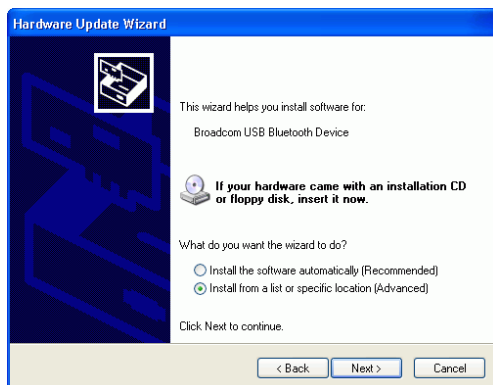 Hardware Update Wizard
This wizard helps you install software for:
Broadcom USB Bluetooth Device
If your hardware came with an installation CD
or floppy disk, insert it now.
What do you want the wizard to do?
Install the software automatically (Recommended)
Install from a list or specific location (Advanced)
Click Next to continue.
< Back Next > Cancel